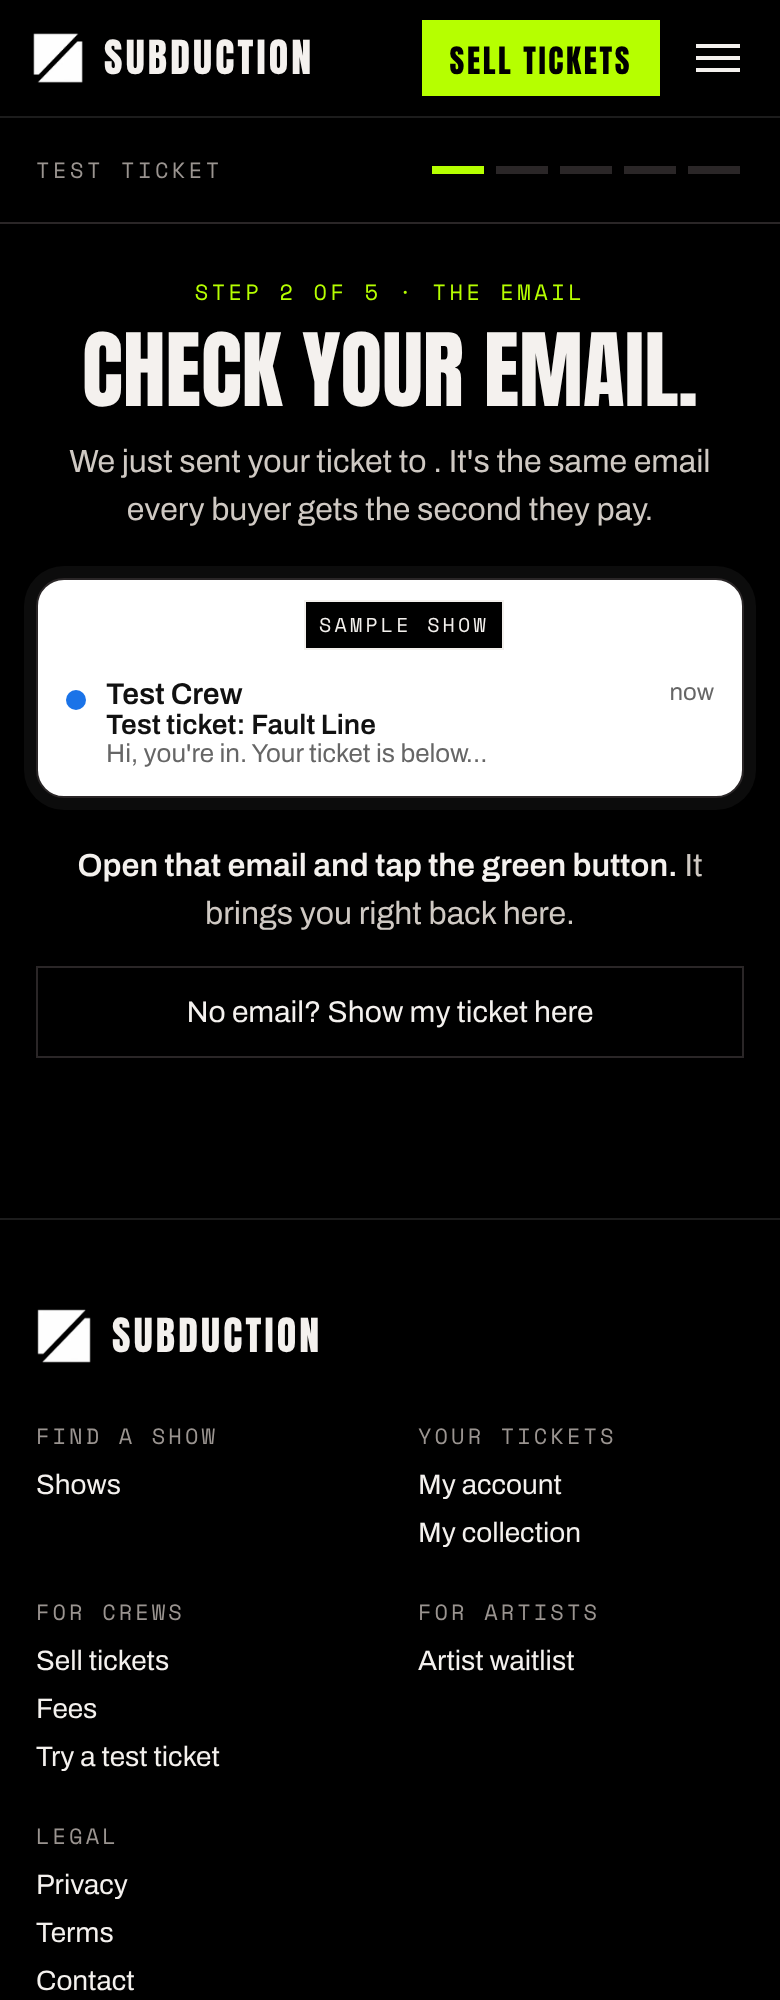 SUBDUCTION
SELL TICKETS
TEST TICKET
STEP 2 OF 5 · THE EMAIL
CHECK YOUR EMAIL.
We just sent your ticket to . It's the same email
every buyer gets the second they pay.
SAMPLE SHOW
Test Crew
now
Test ticket: Fault Line
Hi, you're in. Your ticket is below...
Open that email and tap the green button. It
brings you right back here.
No email? Show my ticket here
SUBDUCTION
FIND A SHOW
Shows
YOUR TICKETS
My account
My collection
FOR CREWS
Sell tickets
Fees
Try a test ticket
FOR ARTISTS
Artist waitlist
LEGAL
Privacy
Terms
Contact